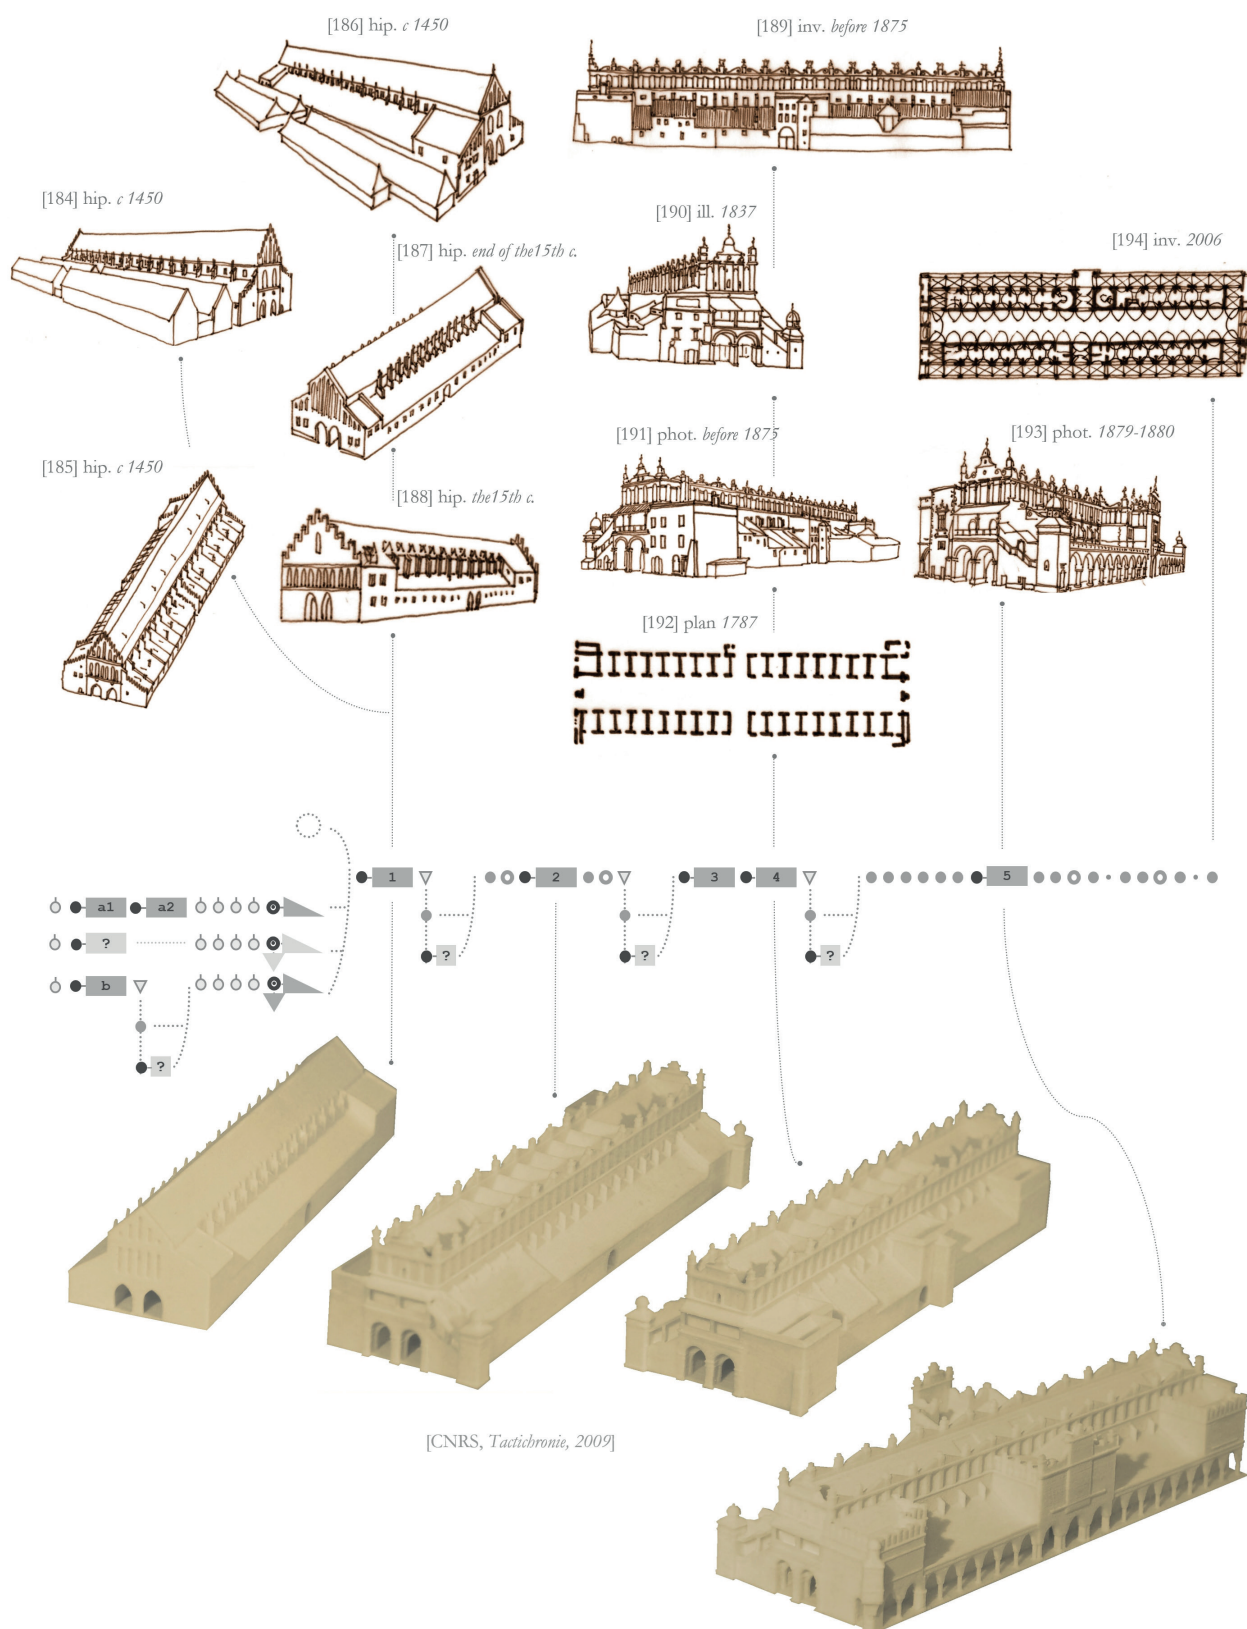 [186] hip. c 1450
[189] inv. before 1875
[184] hip. c 1450
[190] ill. 1837
[187] hip. end of the15th c.
[194] inv. 2006
[191] phot. before 1875
[193] phot. 1879-1880
[185] hip. c 1450
[188] hip. the15th c.
[192] plan 1787
1
2
3
4
5
a1
a2
?
b
?
?
?
?
[CNRS, Tactichronie, 2009]